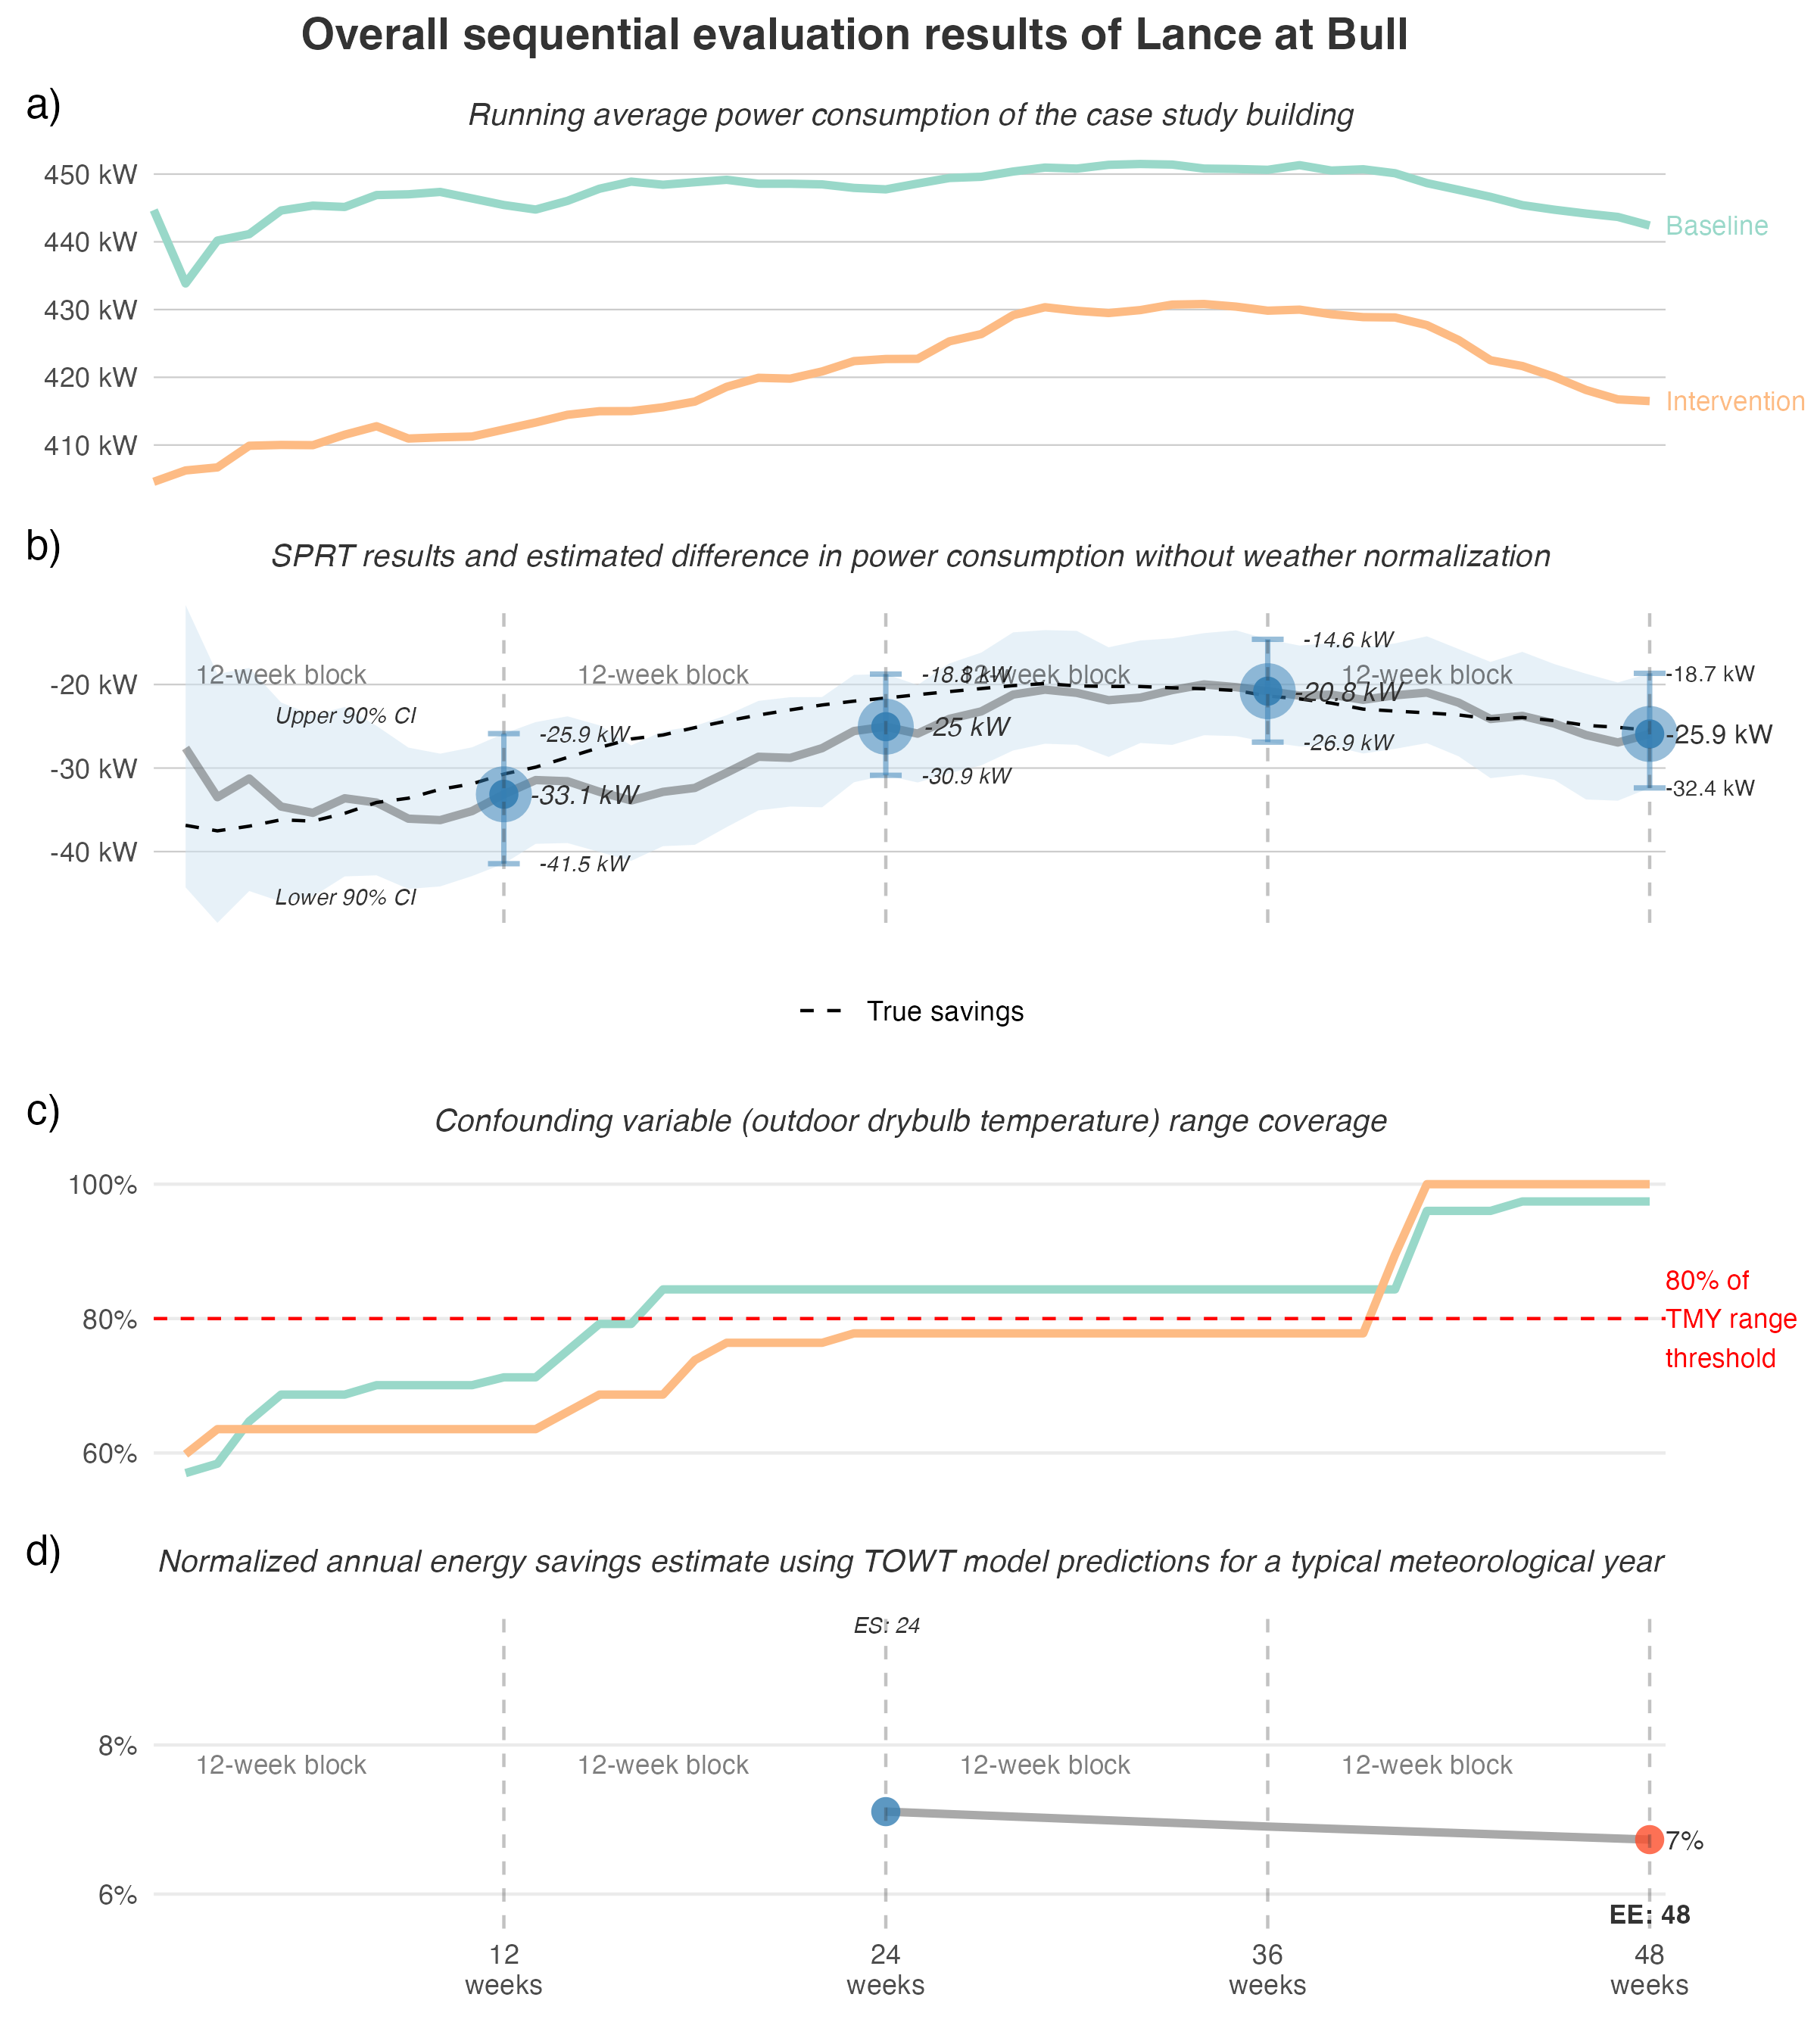 Overall sequential evaluation results of Lance at Bull
a)
Running average power consumption of the case study building
450 kW
440 kW
430 kW
420 kW
410 kW
Baseline
Intervention
b)
SPRT results and estimated difference in power consumption without weather normalization
-20 kW
-30 kW
-40 kW
12-week block
12-week block
12-week block
12-week block
Upper 90% CI
Lower 90% CI
-25.9 kW
-33.1 kW
-41.5 kW
-18.8 kW
-25 kW
-30.9 kW
-14.6 kW
-20.8 kW
-26.9 kW
-18.7 kW
-25.9 kW
-32.4 kW
True savings
c)
Confounding variable (outdoor drybulb temperature) range coverage
100%
80%
60%
80% of
TMY range
threshold
d)
Normalized annual energy savings estimate using TOWT model predictions for a typical meteorological year
ES: 24
8%
6%
12-week block
12-week block
12-week block
12-week block
7%
EE: 48
12
weeks
24
weeks
36
weeks
48
weeks